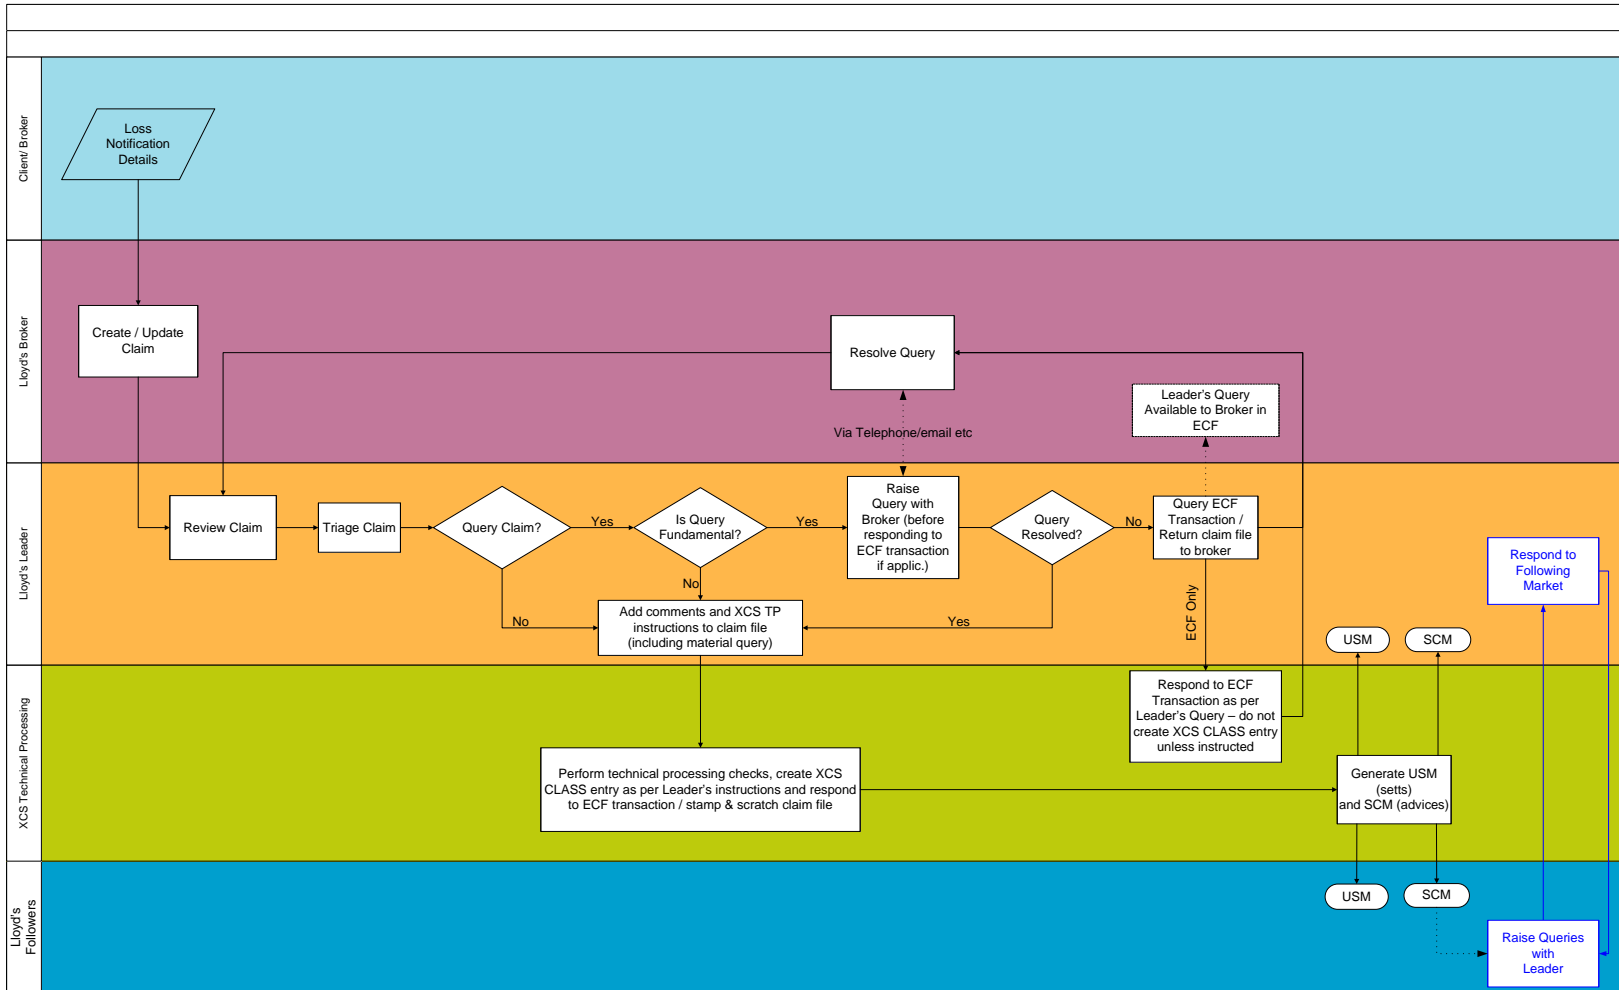 Client/ Broker
Loss
Notification
Details
Lloyd's Broker
Create / Update
Claim
Resolve Query
Leader's Query
Available to Broker in
ECF
Via Telephone/email etc
Lloyd's Leader
Review Claim
Triage Claim
Query Claim?
Yes
Is Query
Fundamental?
Yes
Raise
Query with
Broker (before
responding to
ECF transaction
if applic.)
Query
Resolved?
No
Query ECF
Transaction /
Return claim file
to broker
Respond to
Following
Market
No
No
Add comments and XCS TP
instructions to claim file
(including material query)
Yes
ECF Only
USM
SCM
XCS Technical Processing
Respond to ECF
Transaction as per
Leader's Query – do not
create XCS CLASS entry
unless instructed
Perform technical processing checks, create XCS
CLASS entry as per Leader's instructions and respond
to ECF transaction / stamp & scratch claim file
Generate USM
(setts)
and SCM (advices)
Lloyd's
Followers
USM
SCM
Raise Queries
with
Leader